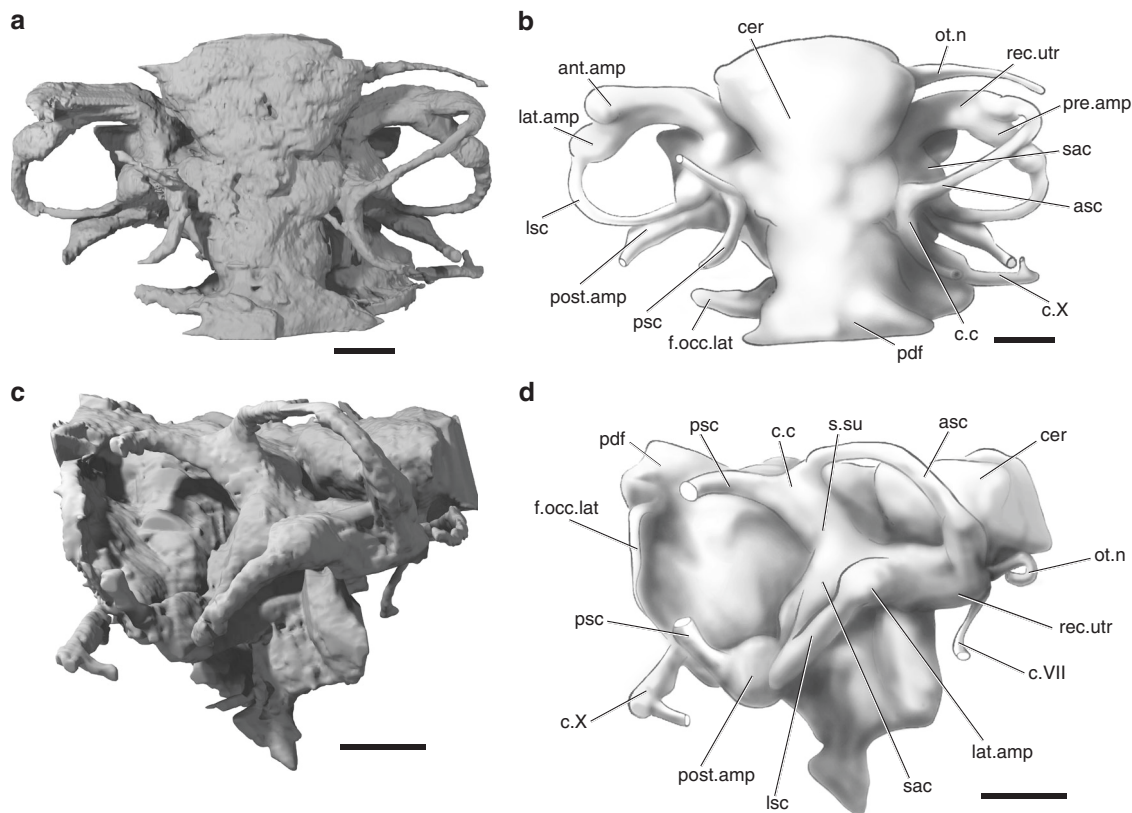 a
b
cer
ot.n
rec.utr
ant.amp
lat.amp
pre.amp
sac
asc
lsc
post.amp
psc
f.occ.lat
c.X
c.c
pdf
c
d
pdf
psc
c.c
s.su
asc
cer
f.occ.lat
ot.n
psc
rec.utr
c.VII
c.X
lat.amp
post.amp
sac
lsc